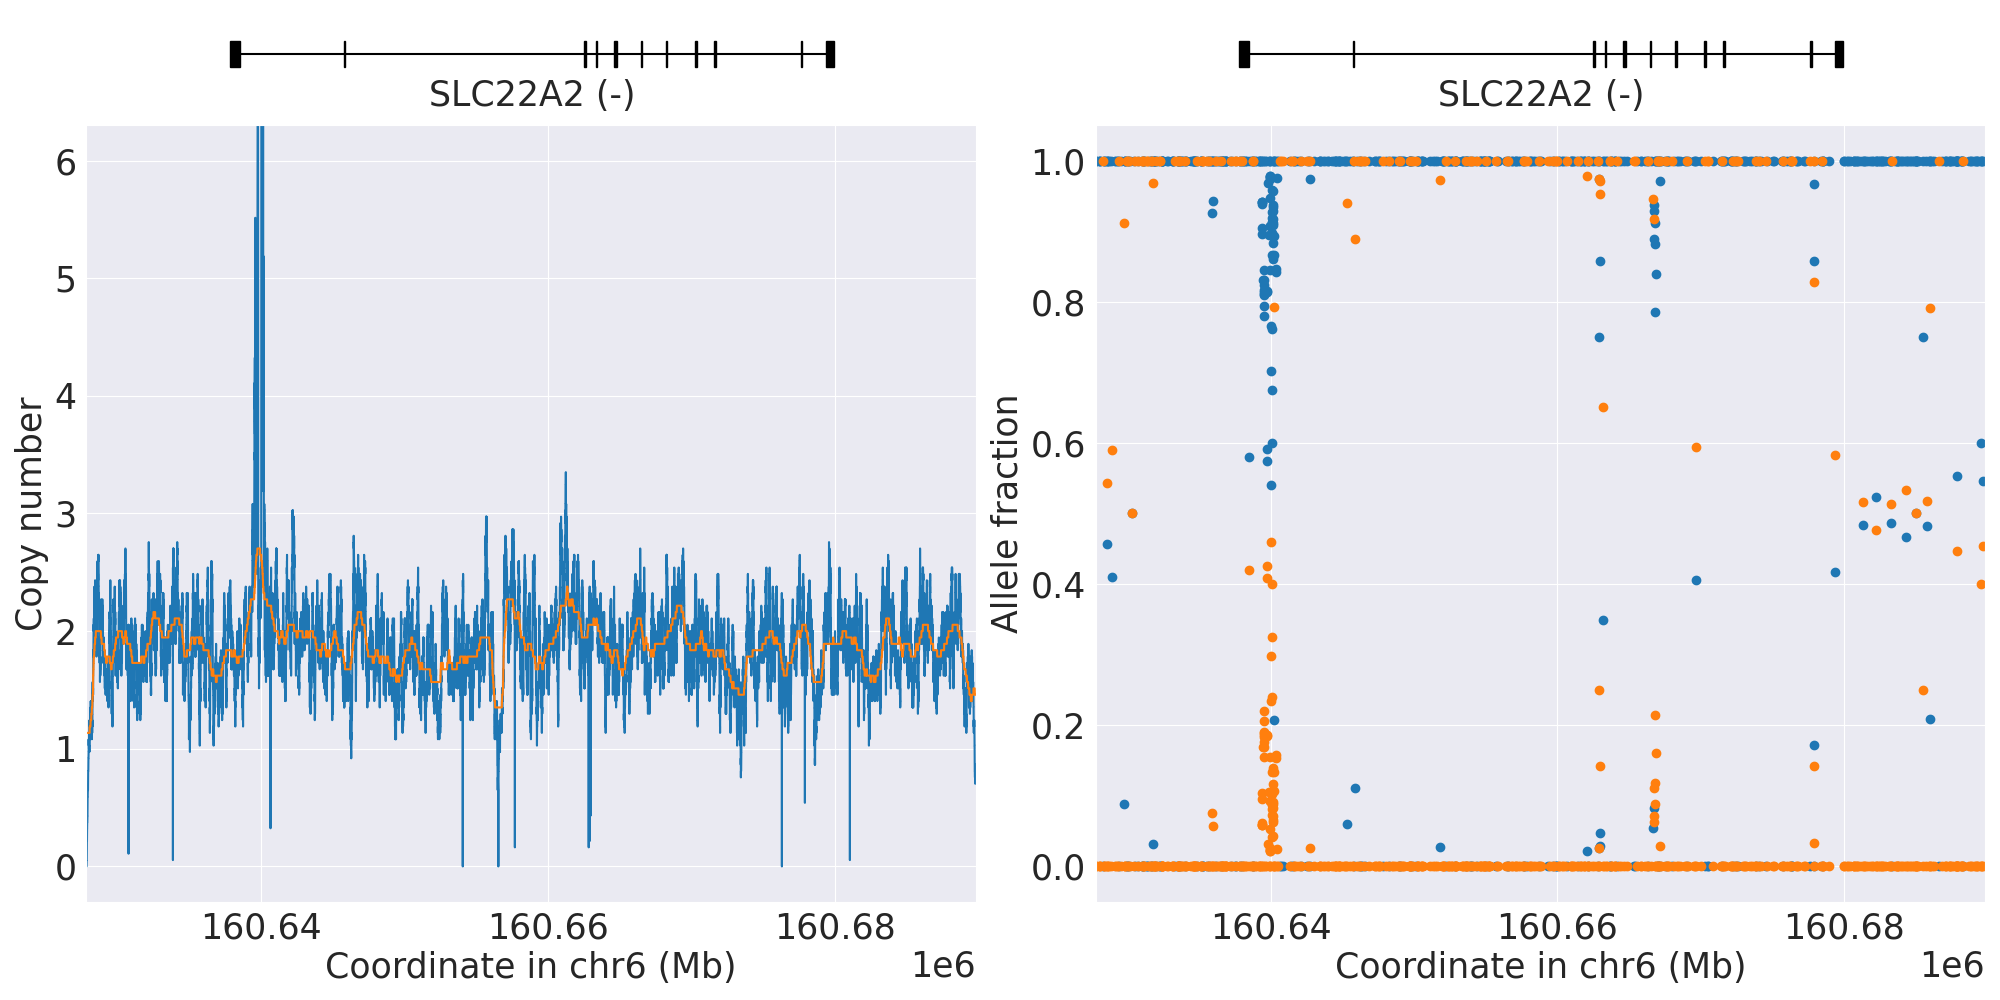 SLC22A2 (-)
6
5
4
3
2
1
0
Copy number
160.64
160.66
160.68
Coordinate in chr6 (Mb)
1e6
SLC22A2 (-)
1.0
0.8
0.6
0.4
0.2
0.0
Allele fraction
160.64
160.66
160.68
Coordinate in chr6 (Mb)
1e6